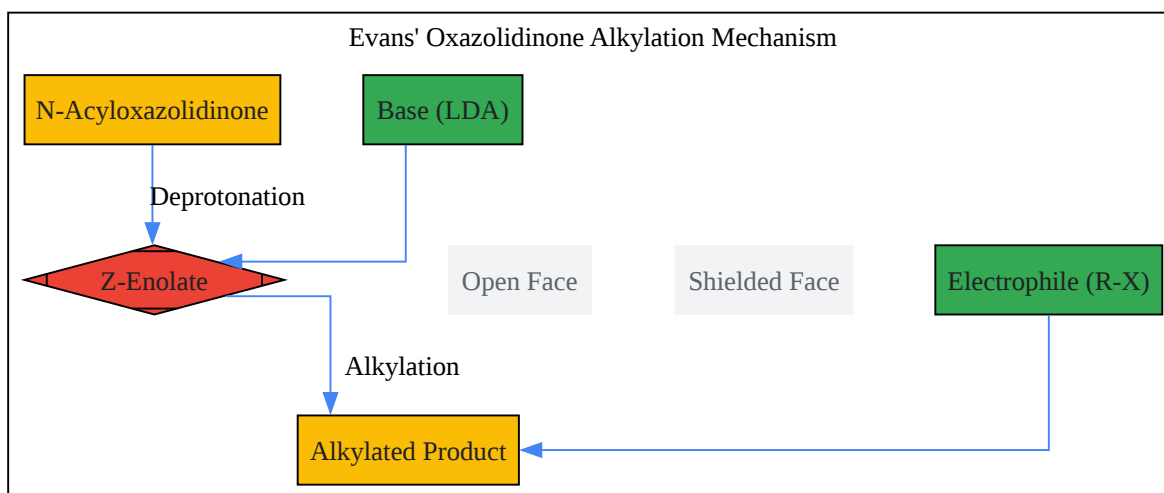 Evans' Oxazolidinone Alkylation Mechanism
N-Acyloxazolidinone
Base (LDA)
Deprotonation
Z-Enolate
Open Face
Shielded Face
Electrophile (R-X)
Alkylation
Alkylated Product